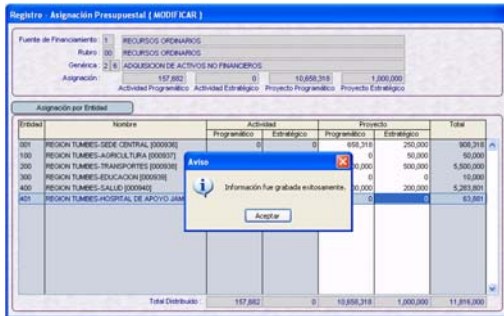 Registro - Asignación Presupuestal ( MODIFICAR )
Fuente de Financiamiento : 1 RECURSOS ORDINARIOS
Rubro : 00 RECURSOS ORDINARIOS
Genérica : 2 6 ADQUISICION DE ACTIVOS NO FINANCIEROS
Asignación : 157,682 0 10,658,318 1,000,000
Actividad Programático Actividad Estratégico Proyecto Programático Proyecto Estratégico
Asignación por Entidad
Entidad Nombre Actividad Proyecto Total
Programático Estratégico Programático Estratégico
001 REGION TUMBES-SEDE CENTRAL [000936] 0 0 658,318 250,000 908,318
100 REGION TUMBES-AGRICULTURA [000937] 0 50,000 50,000
200 REGION TUMBES-TRANSPORTES [000938] 500,000 5,500,000
300 REGION TUMBES-EDUCACION [000939] 0 10,000
400 REGION TUMBES-SALUD [000940] 200,000 5,283,801
401 REGION TUMBES-HOSPITAL DE APOYO JAM 0 63,881
Aviso
Información fue grabada exitosamente.
Aceptar
Total Distribuido : 157,682 0 10,658,318 1,000,000 11,816,000